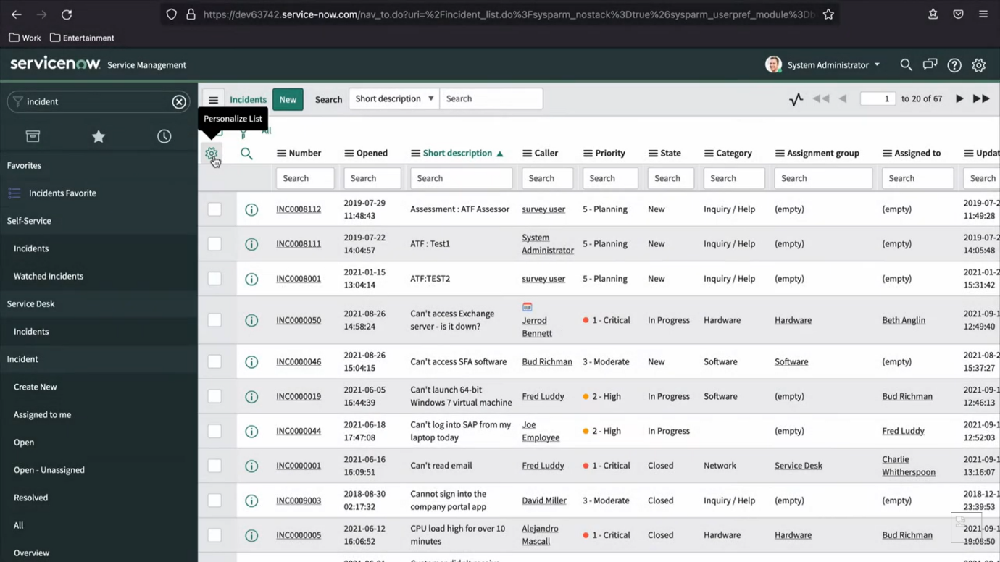 https://dev63742.service-now.com/nav_to.do?uri=%2Fincident_list.do%3Fsysparm_nostack%3Dtrue%26sysparm_userpref_module%3Db
Work Entertainment
servicenow. Service Management
System Administrator
incident
Favorites
Incidents Favorite
Self-Service
Incidents
Watched Incidents
Service Desk
Incidents
Incident
Create New
Assigned to me
Open
Open - Unassigned
Resolved
All
Overview
Incidents New Search Short description Search 1 to 20 of 67
Personalize List
All
Number Opened Short description Caller Priority State Category Assignment group Assigned to Updat
Search Search Search Search Search Search Search Search Search Search
INC0008112 2019-07-29 11:48:43 Assessment : ATF Assessor survey user 5 - Planning New Inquiry / Help (empty) (empty) 2019-07-2 11:49:28
INC0008111 2019-07-22 14:04:57 ATF : Test1 System Administrator 5 - Planning New Inquiry / Help (empty) (empty) 2019-07-2 14:05:48
INC0008001 2021-01-15 13:04:14 ATF:TEST2 survey user 5 - Planning New Inquiry / Help (empty) (empty) 2021-01-2 15:31:42
INC0000050 2021-08-26 14:58:24 Can't access Exchange server - is it down? Jerrod Bennett 1 - Critical In Progress Hardware Hardware Beth Anglin 2021-09-1 12:49:40
INC0000046 2021-08-26 15:04:15 Can't access SFA software Bud Richman 3 - Moderate New Software Software (empty) 2021-08-2 15:37:27
INC0000019 2021-06-05 16:44:39 Can't launch 64-bit Windows 7 virtual machine Fred Luddy 2 - High In Progress Software (empty) Bud Richman 2021-09-1 12:46:13
INC0000044 2021-06-18 17:47:08 Can't log into SAP from my laptop today Joe Employee 2 - High In Progress (empty) Fred Luddy 2021-09-1 12:52:03
INC0000001 2021-06-16 16:09:51 Can't read email Fred Luddy 1 - Critical Closed Network Service Desk Charlie Whitherspoon 2021-09-1 13:16:07
INC0009003 2018-08-30 02:17:32 Cannot sign into the company portal app David Miller 3 - Moderate Closed Inquiry / Help (empty) (empty) 2018-12-1 23:39:53
INC0000005 2021-06-12 16:06:52 CPU load high for over 10 minutes Alejandro Mascall 1 - Critical Closed Hardware Hardware Bud Richman 2021-09-1 19:08:50